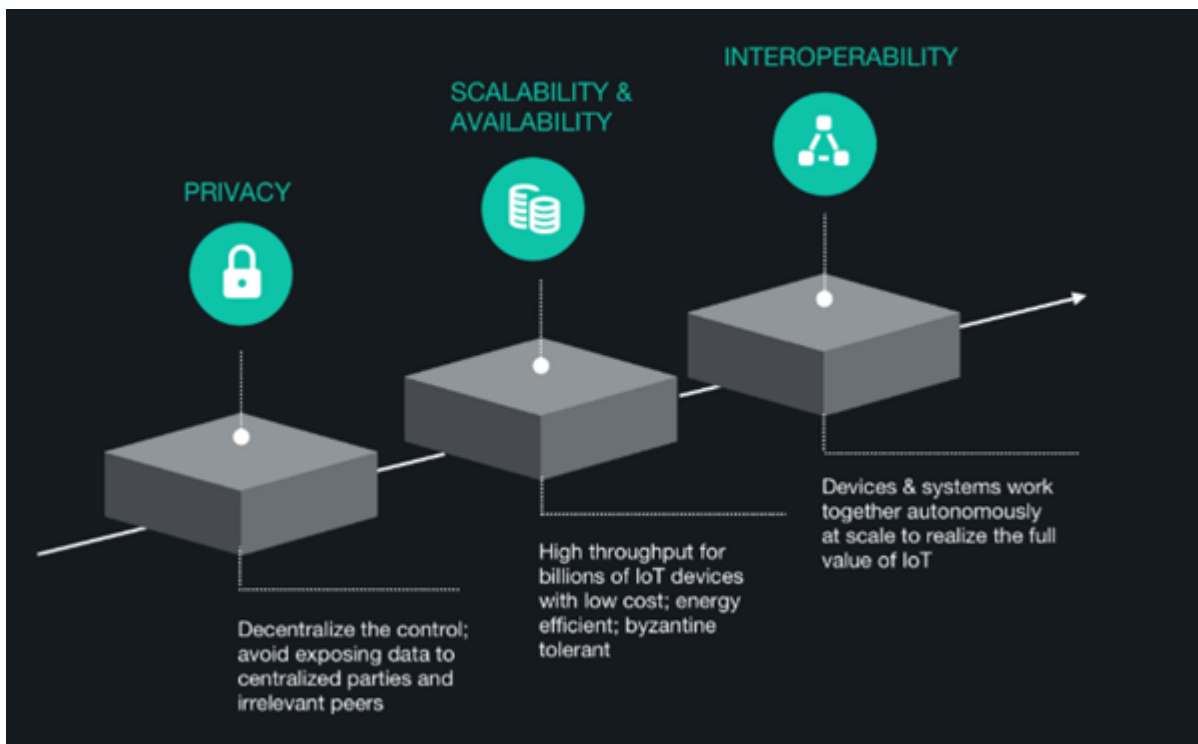 PRIVACY
Decentralize the control;
avoid exposing data to
centralized parties and
irrelevant peers
SCALABILITY &
AVAILABILITY
High throughput for
billions of IoT devices
with low cost; energy
efficient; byzantine
tolerant
INTEROPERABILITY
Devices & systems work
together autonomously
at scale to realize the full
value of IoT